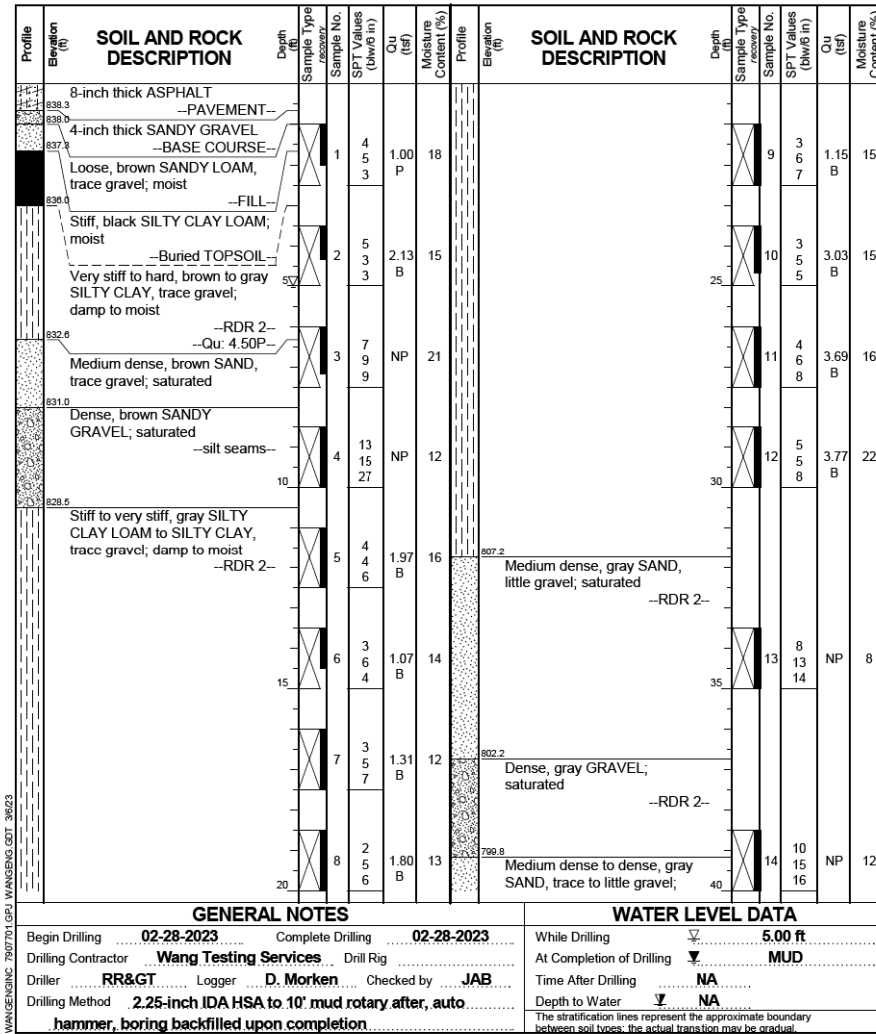 Profile
Elevation (ft)
SOIL AND ROCK DESCRIPTION
Depth (ft)
Sample Type
recovery
Sample No.
SPT Values (blw/6 in)
Qu (tsf)
Moisture Content (%)
8-inch thick ASPHALT
838.3
--PAVEMENT--
838.0
4-inch thick SANDY GRAVEL
837.3
--BASE COURSE--
Loose, brown SANDY LOAM,
trace gravel; moist
--FILL--
836.0
Stiff, black SILTY CLAY LOAM;
moist
--Buried TOPSOIL--
Very stiff to hard, brown to gray
SILTY CLAY, trace gravel;
damp to moist
--RDR 2--
832.6
--Qu: 4.50P--
Medium dense, brown SAND,
trace gravel; saturated
831.0
Dense, brown SANDY
GRAVEL; saturated
--silt seams--
828.5
Stiff to very stiff, gray SILTY
CLAY LOAM to SILTY CLAY,
trace gravel; damp to moist
--RDR 2--
5
10
15
20
1
4
5
3
1.00
P
18
2
5
3
3
2.13
B
15
3
7
9
9
NP
21
4
13
15
27
NP
12
5
4
4
6
1.97
B
16
6
3
6
4
1.07
B
14
7
3
5
7
1.31
B
12
8
2
5
6
1.80
B
13
Profile
Elevation (ft)
SOIL AND ROCK DESCRIPTION
Depth (ft)
Sample Type
recovery
Sample No.
SPT Values (blw/6 in)
Qu (tsf)
Moisture Content (%)
807.2
Medium dense, gray SAND,
little gravel; saturated
--RDR 2--
802.2
Dense, gray GRAVEL;
saturated
--RDR 2--
799.8
Medium dense to dense, gray
SAND, trace to little gravel;
25
30
35
40
9
3
6
7
1.15
B
15
10
3
5
5
3.03
B
15
11
4
6
8
3.69
B
16
12
5
5
8
3.77
B
22
13
8
13
14
NP
8
14
10
15
16
NP
12
GENERAL NOTES
Begin Drilling 02-28-2023 Complete Drilling 02-28-2023
Drilling Contractor Wang Testing Services Drill Rig
Driller RR&GT Logger D. Morken Checked by JAB
Drilling Method 2.25-inch IDA HSA to 10' mud rotary after, auto
hammer, boring backfilled upon completion
WATER LEVEL DATA
While Drilling 5.00 ft
At Completion of Drilling MUD
Time After Drilling NA
Depth to Water NA
The stratification lines represent the approximate boundary
between soil types; the actual transition may be gradual.
WANGENGINC 7907701.GPJ WANGENG.GDT 3/6/23